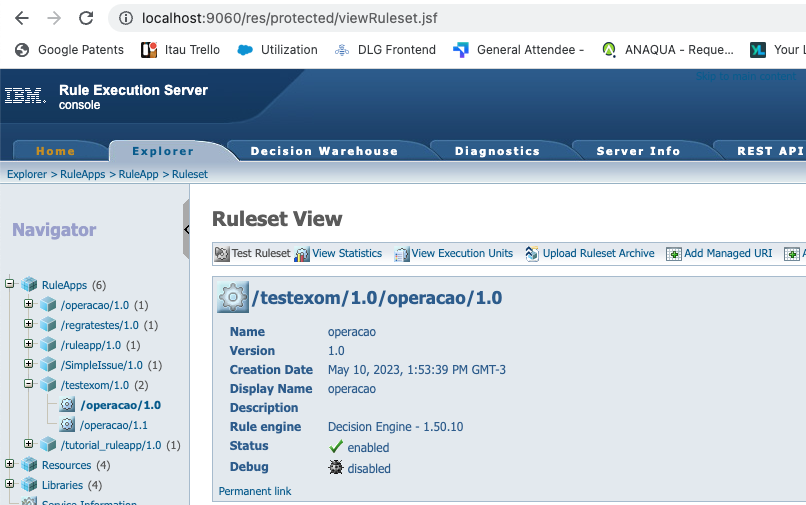 localhost:9060/res/protected/viewRuleset.jsf
Google Patents Itau Trello Utilization DLG Frontend General Attendee - ANAQUA - Reque... Your L
Skip to main content
IBM. Rule Execution Server
console
Home Explorer Decision Warehouse Diagnostics Server Info REST API
Explorer > RuleApps > RuleApp > Ruleset
Navigator
RuleApps (6)
/operacao/1.0 (1)
/regratestes/1.0 (1)
/ruleapp/1.0 (1)
/SimpleIssue/1.0 (1)
/testexom/1.0 (2)
/operacao/1.0
/operacao/1.1
/tutorial_ruleapp/1.0 (1)
Resources (4)
Libraries (4)
Service Information
Ruleset View
Test Ruleset View Statistics View Execution Units Upload Ruleset Archive Add Managed URI A
/testexom/1.0/operacao/1.0
Name operacao
Version 1.0
Creation Date May 10, 2023, 1:53:39 PM GMT-3
Display Name operacao
Description
Rule engine Decision Engine - 1.50.10
Status enabled
Debug disabled
Permanent link